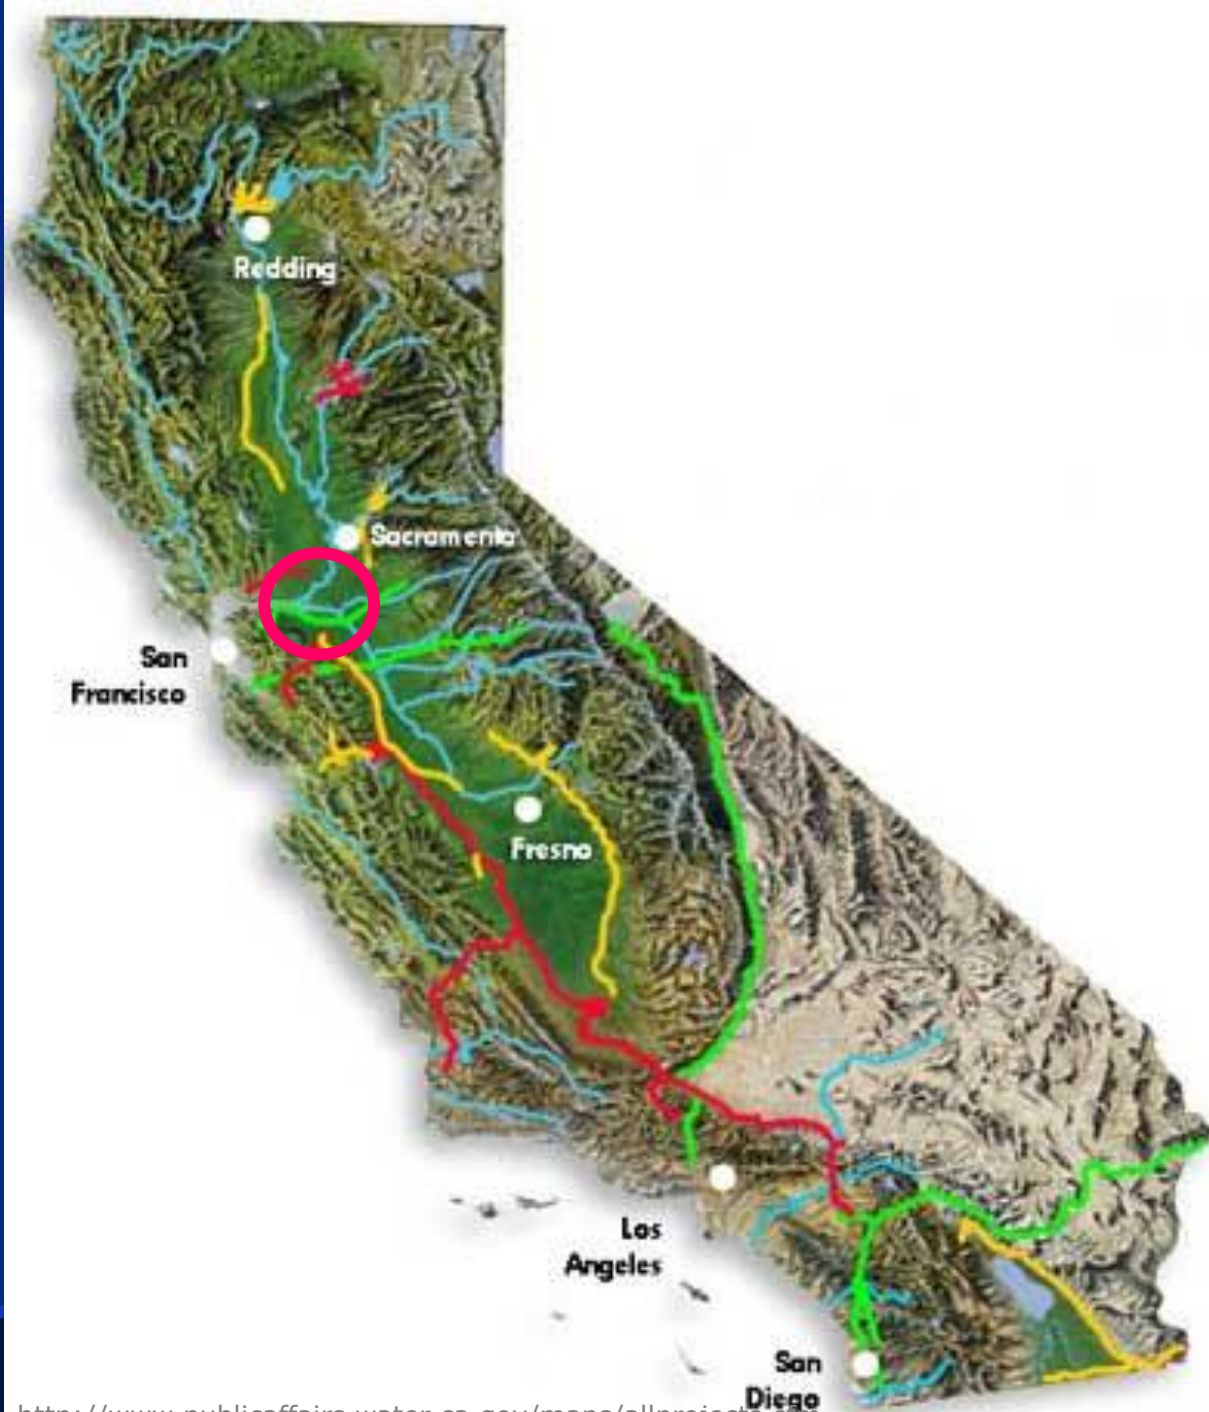 Redding
Sacramento
San
Francisco
Fresno
Los
Angeles
San
Diego